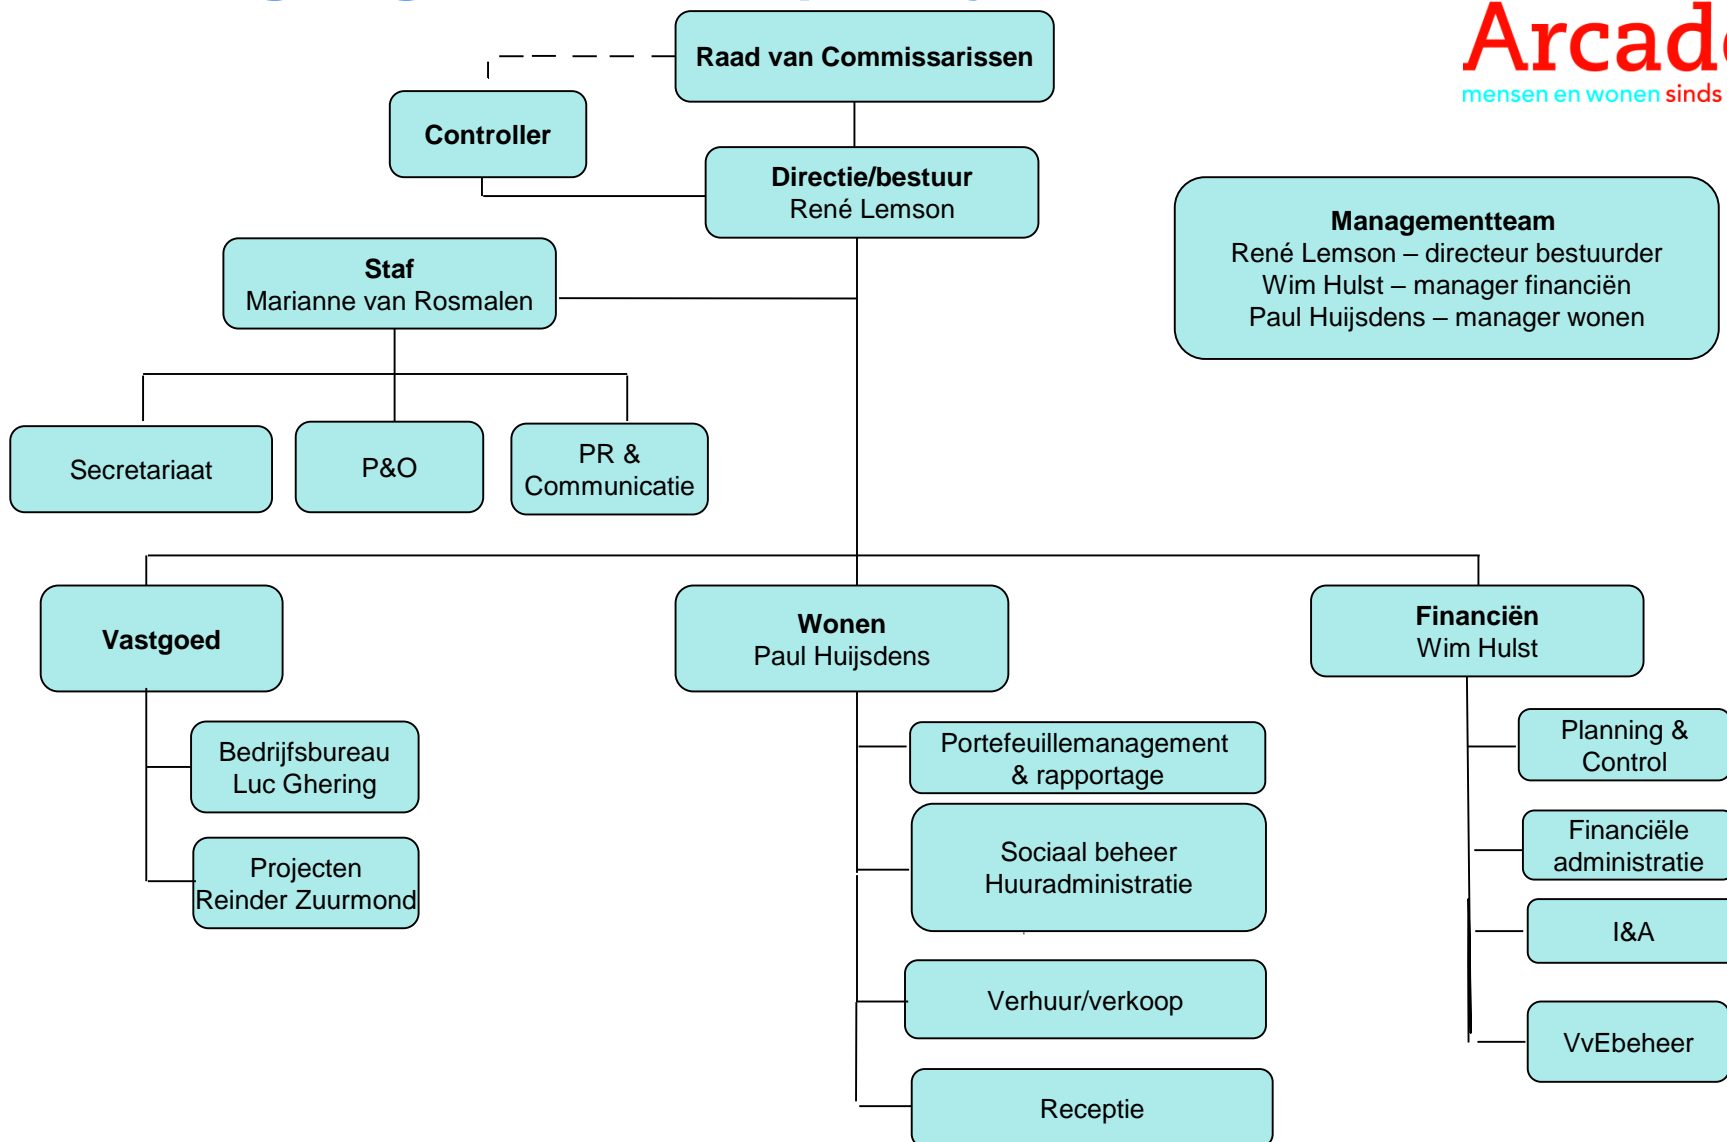 Raad van Commissarissen
Controller
Directie/bestuur
René Lemson
Staf
Marianne van Rosmalen
Secretariaat
P&O
PR &
Communicatie
mensen en wonen sinds
Managementteam
René Lemson – directeur bestuurder
Wim Hulst – manager financiën
Paul Huijsdens – manager wonen
Vastgoed
Bedrijfsbureau
Luc Ghering
Projecten
Reinder Zuurmond
Wonen
Paul Huijsdens
Portefeuillemanagement
& rapportage
Sociaal beheer
Huuradministratie
Verhuur/verkoop
Receptie
Financiën
Wim Hulst
Planning &
Control
Financiële
administratie
I&A
VvEbeheer